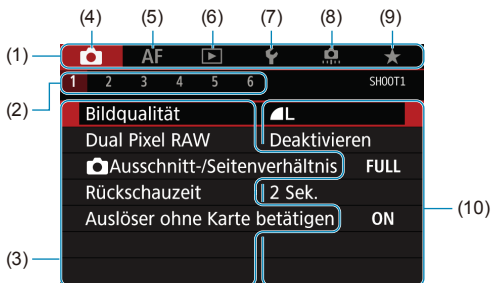 (4) (5) (6) (7) (8) (9)
(1) AF
(2) 1 2 3 4 5 6 SHOOT1
Bildqualität L
Dual Pixel RAW Deaktivieren
Ausschnitt-/Seitenverhältnis FULL
Rückschauzeit 2 Sek.
(10)
Auslöser ohne Karte betätigen ON
(3)